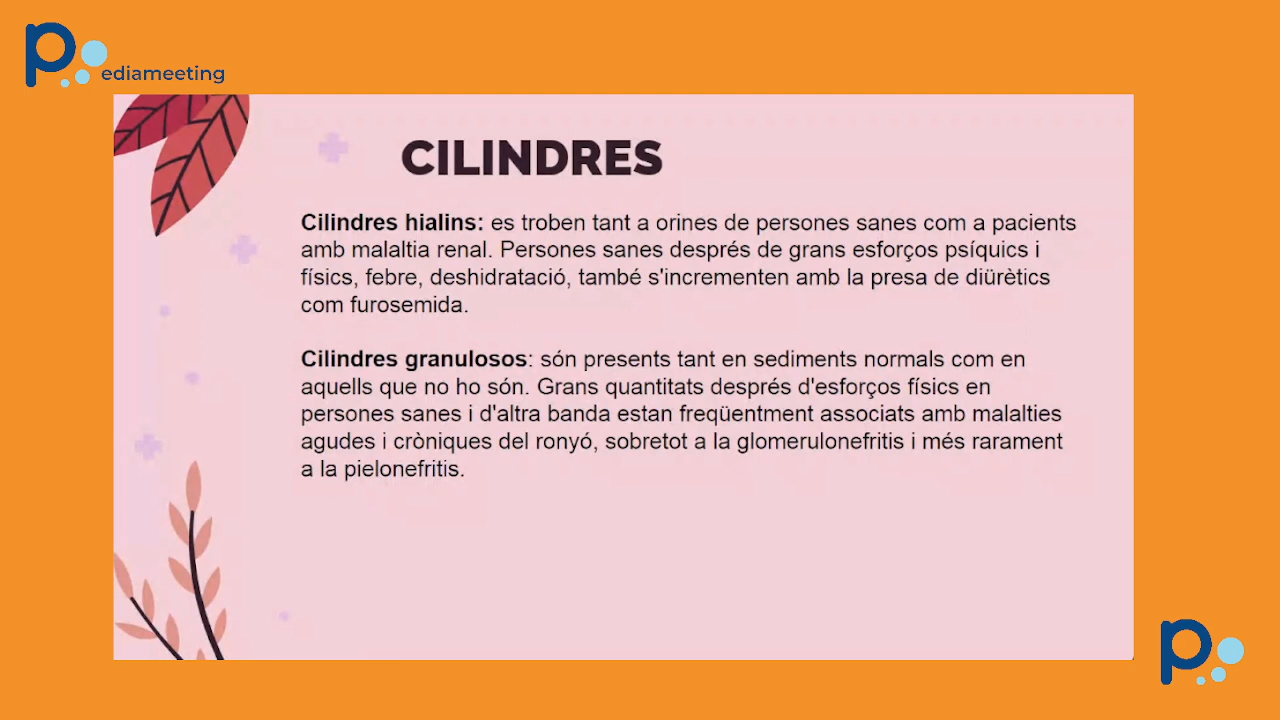 pediameeting
CILINDRES
Cilindres hialins: es troben tant a orines de persones sanes com a pacients
amb malaltia renal. Persones sanes després de grans esforços psíquics i
físics, febre, deshidratació, també s'incrementen amb la presa de diürètics
com furosemida.
Cilindres granulosos: són presents tant en sediments normals com en
aquells que no ho són. Grans quantitats després d'esforços físics en
persones sanes i d'altra banda estan freqüentment associats amb malalties
agudes i cròniques del ronyó, sobretot a la glomerulonefritis i més rarament
a la pielonefritis.
p